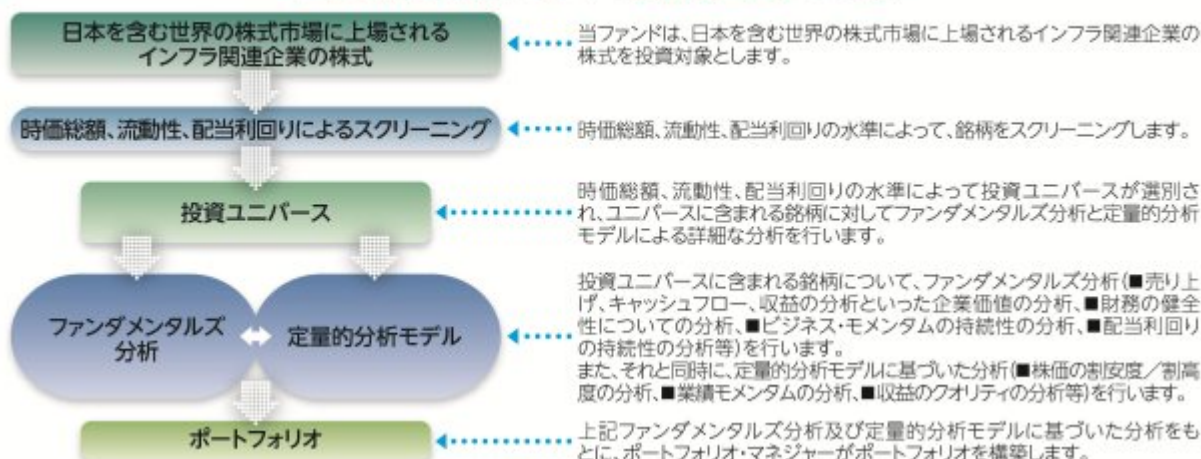 日本を含む世界の株式市場に上場される
インフラ関連企業の株式
当ファンドは、日本を含む世界の株式市場に上場されるインフラ関連企業の
株式を投資対象とします。
時価総額、流動性、配当利回りによるスクリーニング
時価総額、流動性、配当利回りの水準によって、銘柄をスクリーニングします。
投資ユニバース
時価総額、流動性、配当利回りの水準によって投資ユニバースが選別さ
れ、ユニバースに含まれる銘柄に対してファンダメンタルズ分析と定量的分析
モデルによる詳細な分析を行います。
ファンダメンタルズ
分析
定量的分析モデル
投資ユニバースに含まれる銘柄について、ファンダメンタルズ分析(■売り上
げ、キャッシュフロー、収益の分析といった企業価値の分析、■財務の健全
性についての分析、■ビジネス・モメンタムの持続性の分析、■配当利回り
の持続性の分析等)を行います。
また、それと同時に、定量的分析モデルに基づいた分析(■株価の割安度／割高
度の分析、■業績モメンタムの分析、■収益のクオリティの分析等)を行います。
ポートフォリオ
上記ファンダメンタルズ分析及び定量的分析モデルに基づいた分析をも
とに、ポートフォリオ・マネジャーがポートフォリオを構築します。